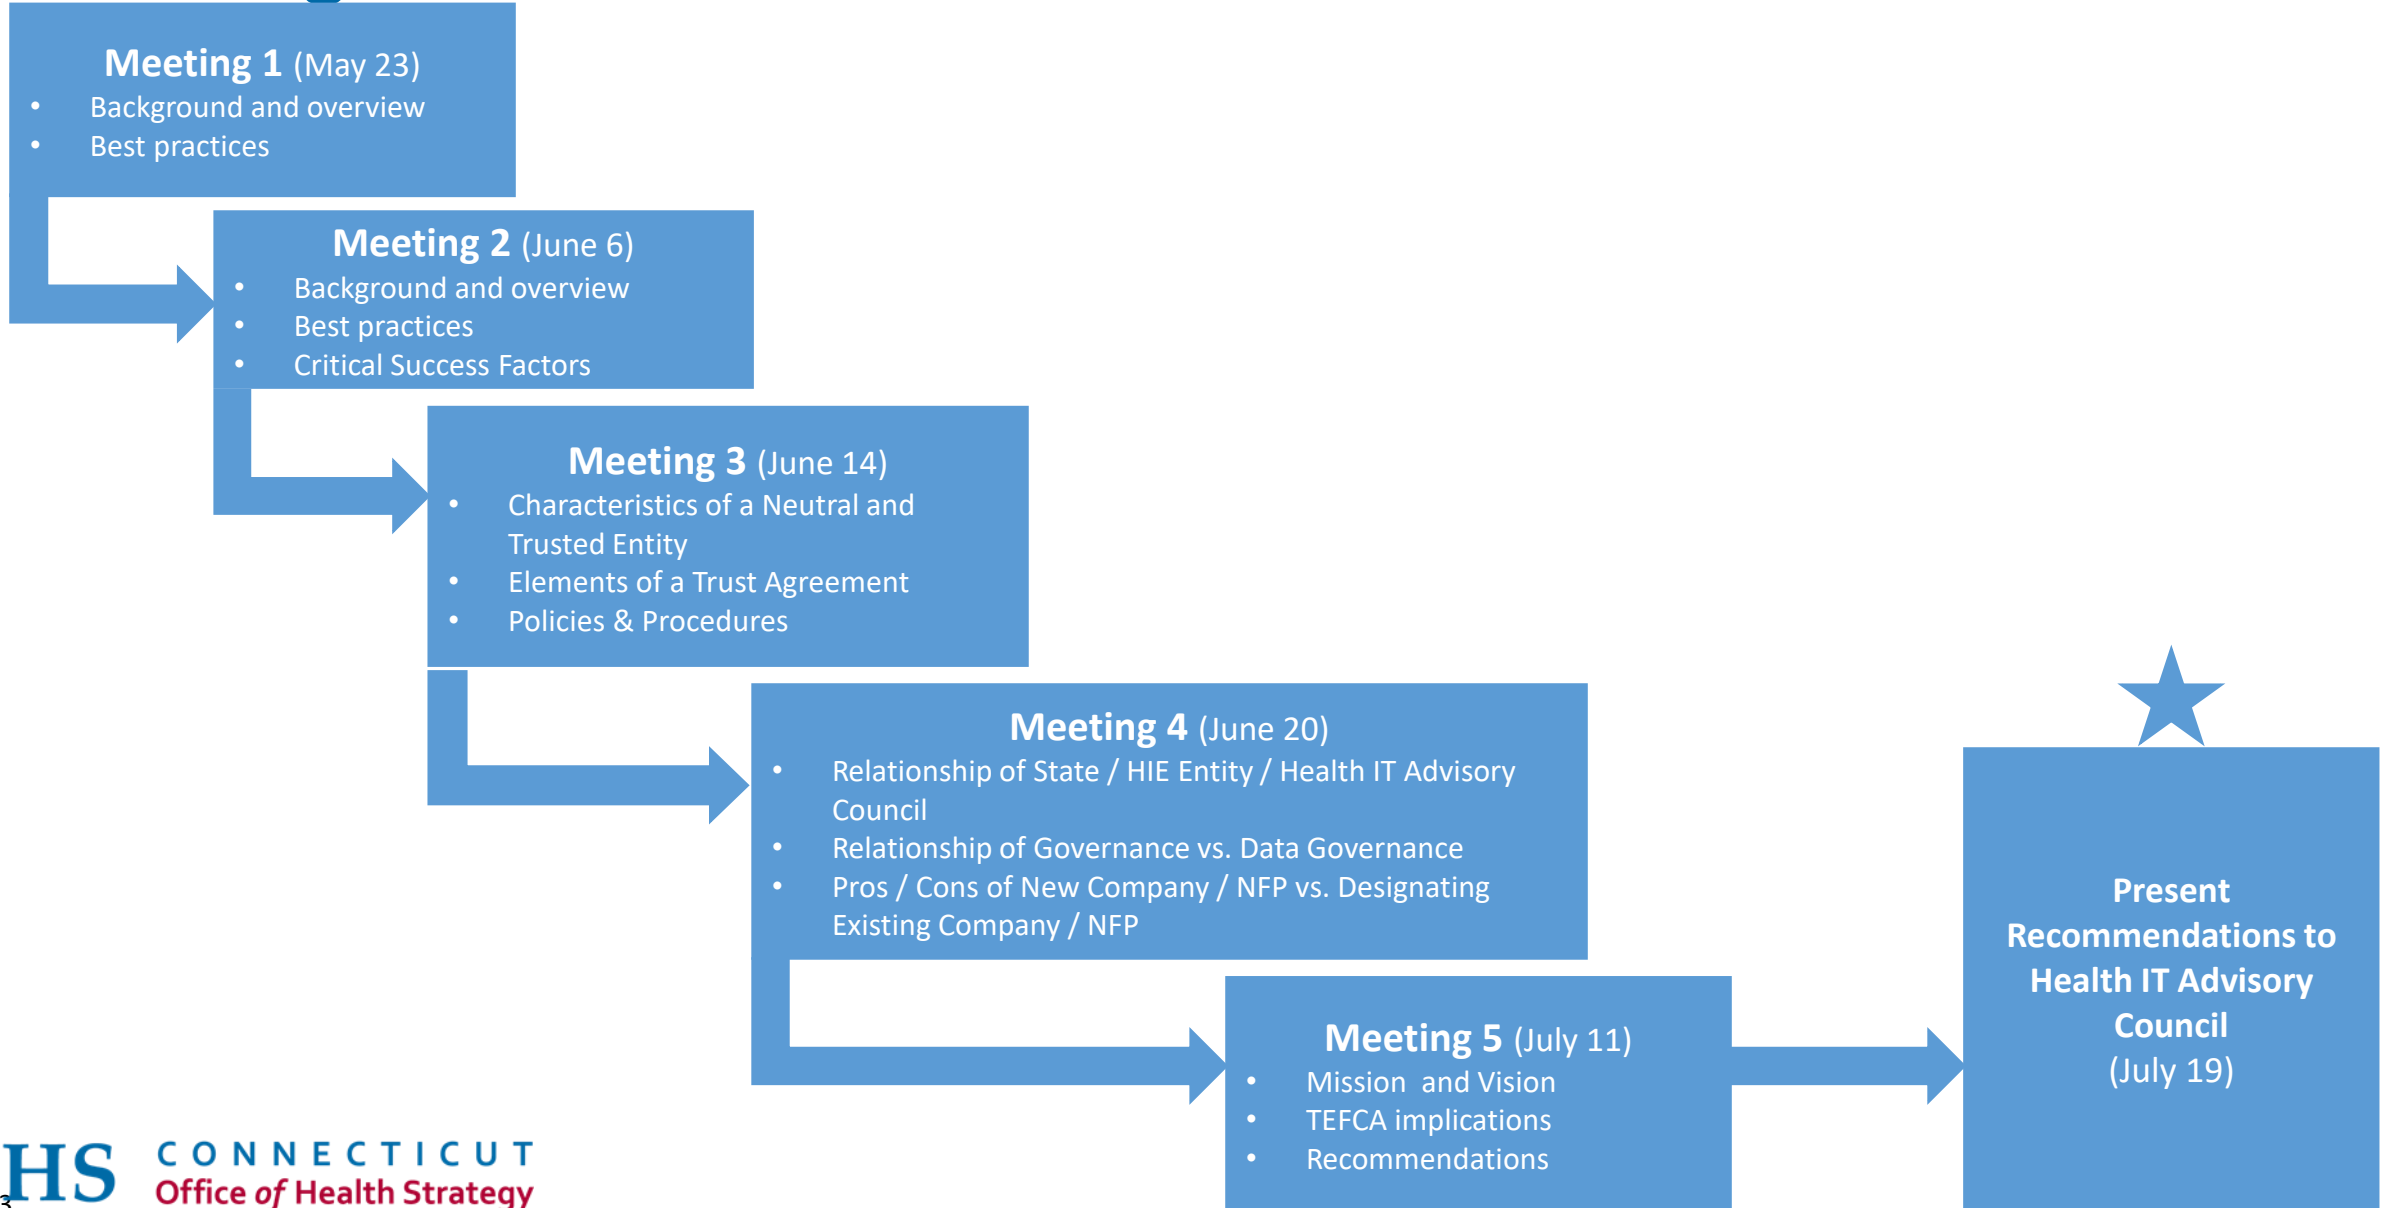 Meeting 1 (May 23)
• Background and overview
• Best practices
Meeting 2 (June 6)
• Background and overview
• Best practices
• Critical Success Factors
Meeting 3 (June 14)
• Characteristics of a Neutral and
Trusted Entity
• Elements of a Trust Agreement
• Policies & Procedures
Meeting 4 (June 20)
• Relationship of State / HIE Entity / Health IT Advisory
Council
• Relationship of Governance vs. Data Governance
• Pros / Cons of New Company / NFP vs. Designating
Existing Company / NFP
Meeting 5 (July 11)
• Mission  and Vision
• TEFCA implications
• Recommendations
Present
Recommendations to
Health IT Advisory
Council
(July 19)
HS
CONNECTICUT
Office of Health Strategy
3